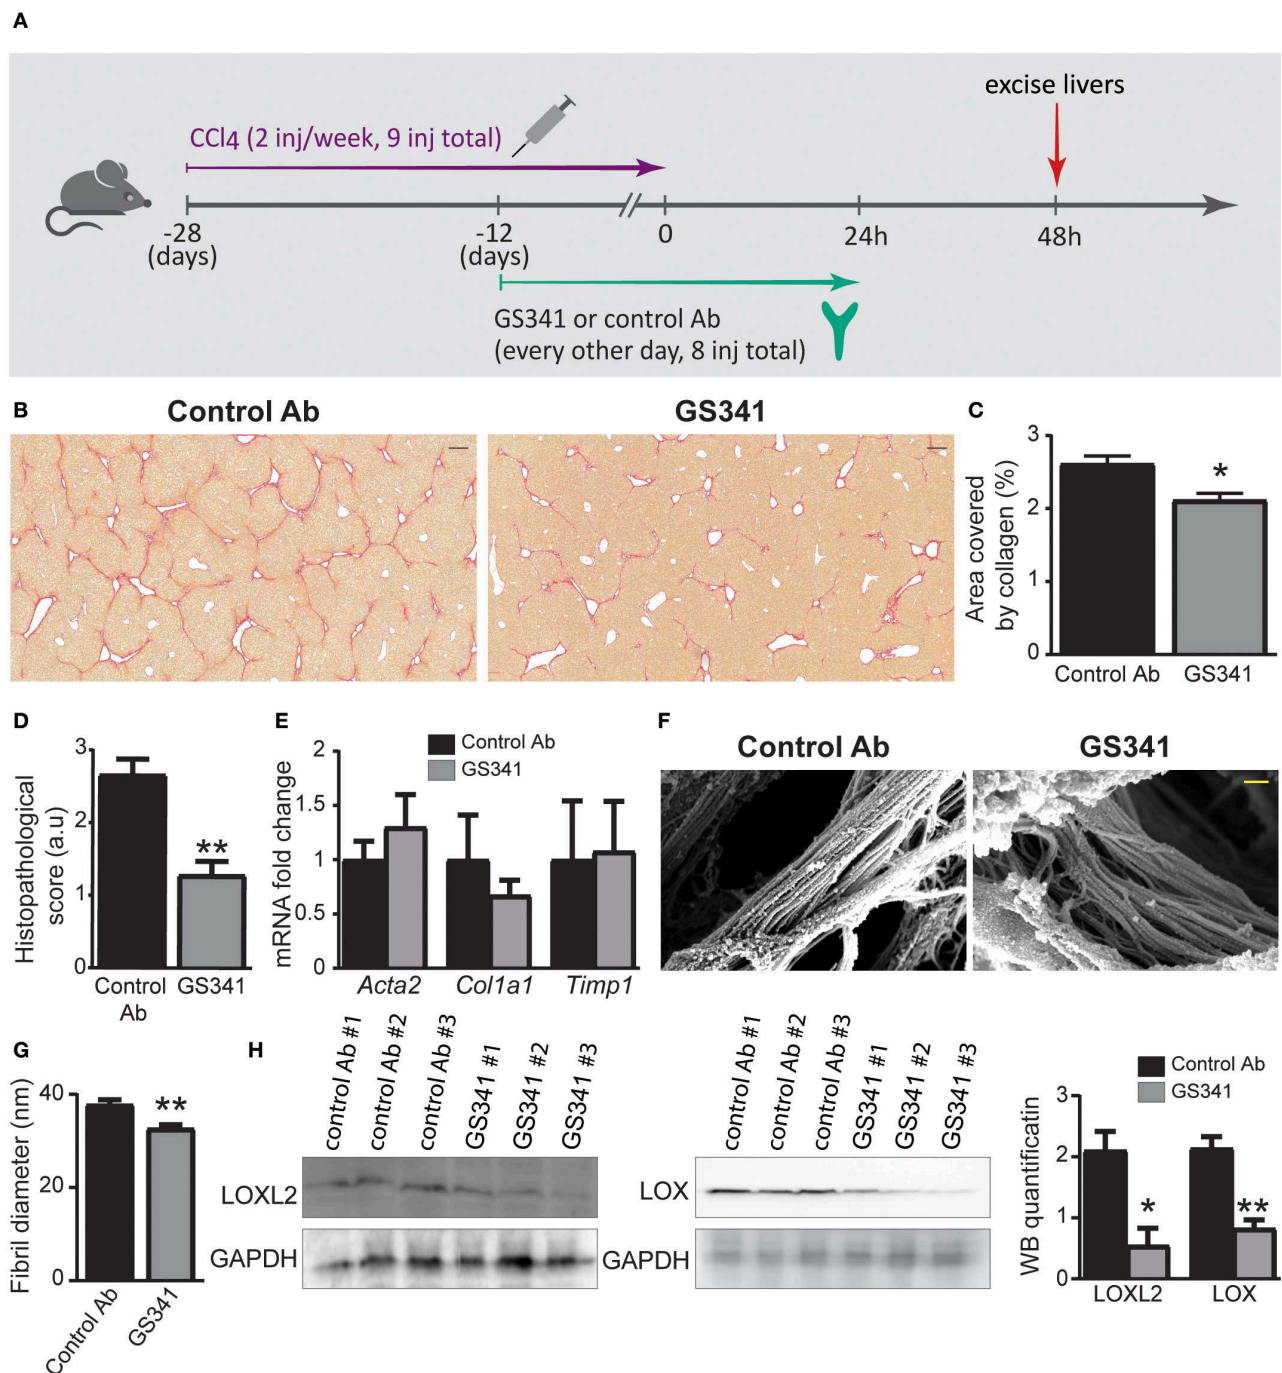 A
excise livers
CCl4 (2 inj/week, 9 inj total)
-28
(days)
-12
(days)
0
24h
48h
GS341 or control Ab
(every other day, 8 inj total)
B
Control Ab
GS341
C
Area covered
by collagen (%)
3
2
1
0
Control Ab
GS341
D
Histopathological
score (a.u)
3
2
1
0
Control
Ab
GS341
**
E
Control Ab
GS341
mRNA fold change
2
1.5
1
0.5
0
Acta2
Col1a1
Timp1
F
Control Ab
GS341
*
G
Fibril diameter (nm)
40
20
0
**
Control Ab
GS341
H
control Ab #1
control Ab #2
control Ab #3
GS341 #1
GS341 #2
GS341 #3
LOXL2
GAPDH
control Ab #1
control Ab #2
control Ab #3
GS341 #1
GS341 #2
GS341 #3
LOX
GAPDH
Control Ab
GS341
WB quantificatin
3
2
1
0
*
**
LOXL2
LOX